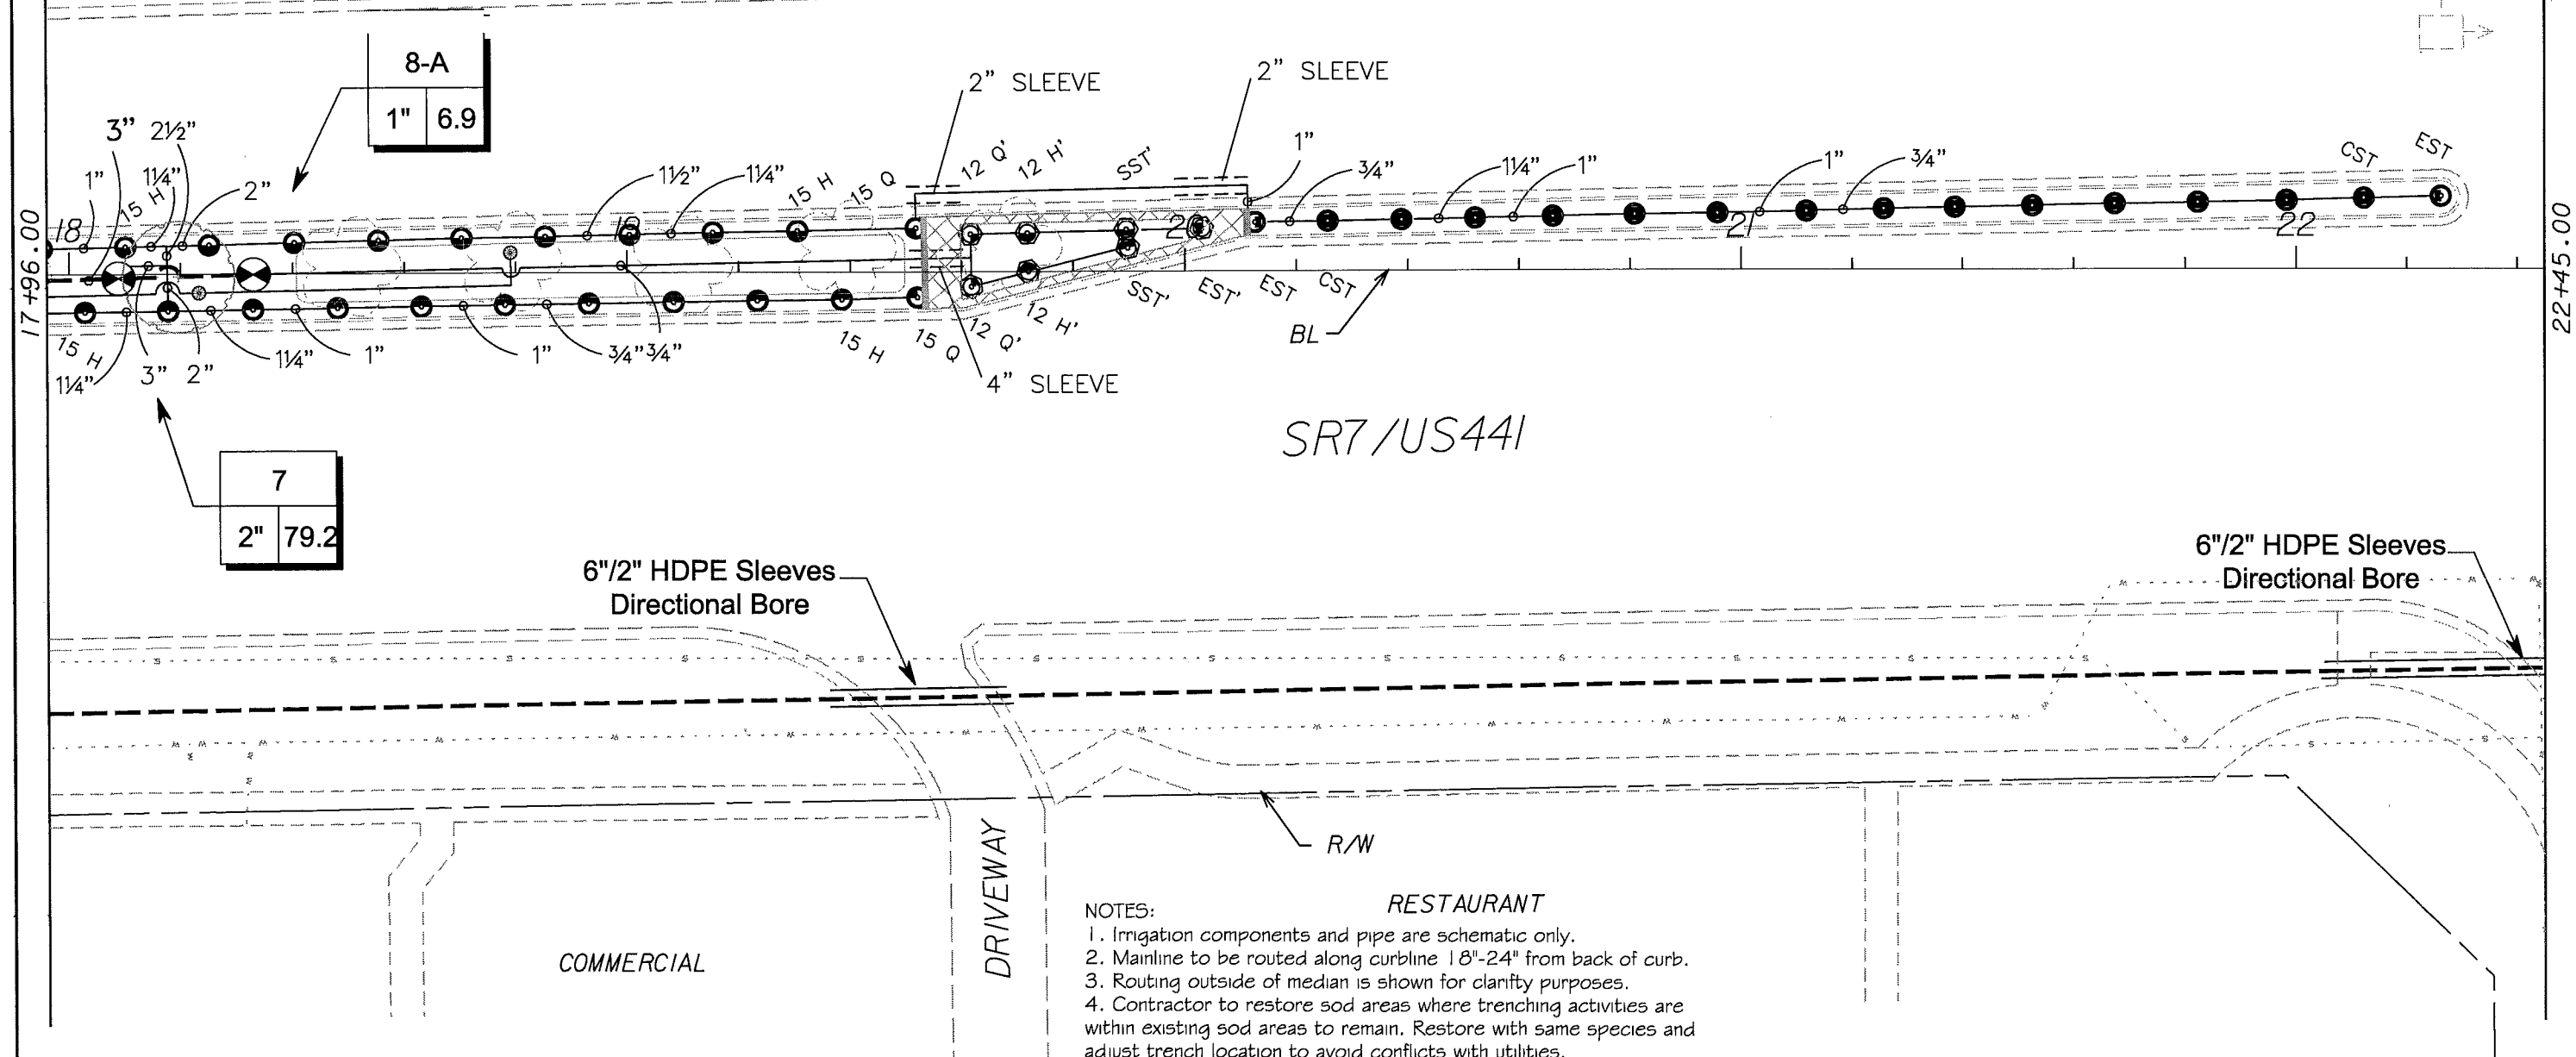 8-A
1" 6.9
2" SLEEVE
2" SLEEVE
3"
2½"
1"
1¼"
15 H
2"
18
1½"
1¼"
15 H
15 Q
12 Q'
12 H'
SST'
1"
3/4"
1¼"
1"
1"
3/4"
CST
EST
17+96.00
22+45.00
21
22
15 H
1¼"
3"
2"
1¼"
1"
1"
3/4"
3/4"
15 H
15 Q
12 Q'
12 H'
SST'
EST'
EST
CST
BL
4" SLEEVE
SR7/US441
7
2" 79.2
6"/2" HDPE Sleeves
Directional Bore
6"/2" HDPE Sleeves
Directional Bore
R/W
DRIVEWAY
COMMERCIAL
RESTAURANT
NOTES:
1. Irrigation components and pipe are schematic only.
2. Mainline to be routed along curbline 18"-24" from back of curb.
3. Routing outside of median is shown for clarifty purposes.
4. Contractor to restore sod areas where trenching activities are
within existing sod areas to remain. Restore with same species and
adjust trench location to avoid conflicts with utilities.